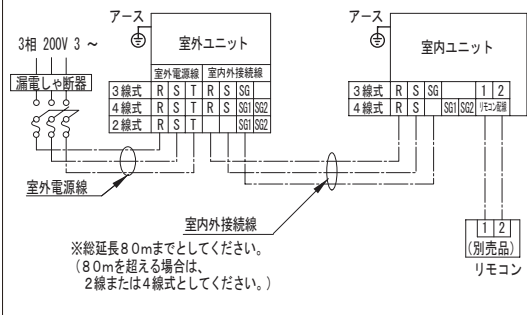 アース
3相 200V 3 ～
漏電しゃ断器
室外ユニット
室外電源線 室内外接続線
3線式 R S T R S SG
4線式 R S T R S SG1 SG2
2線式 R S T SG1 SG2
室外電源線
室内外接続線
※総延長80mまでとしてください。
(80mを超える場合は、
2線または4線式としてください。)
アース
室内ユニット
3線式 R S SG 1 2
4線式 R S SG1 SG2 リモコン配線
1 2
(別売品)
リモコン